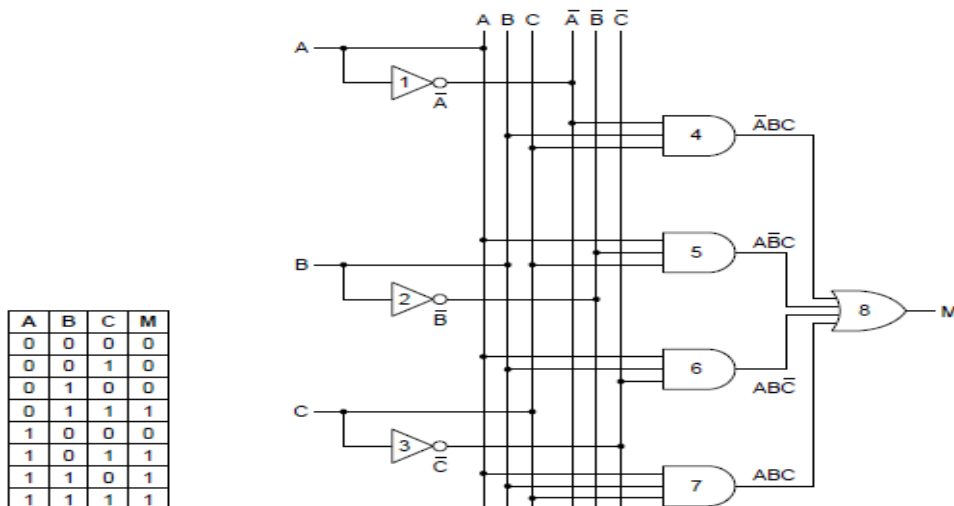 A B C A̅ B̅ C̅
A
1
A̅
4
A̅BC
5
AB̅C
B
2
B̅
8
M
6
ABC̅
C
3
C̅
7
ABC
A B C M
0 0 0 0
0 0 1 0
0 1 0 0
0 1 1 1
1 0 0 0
1 0 1 1
1 1 0 1
1 1 1 1